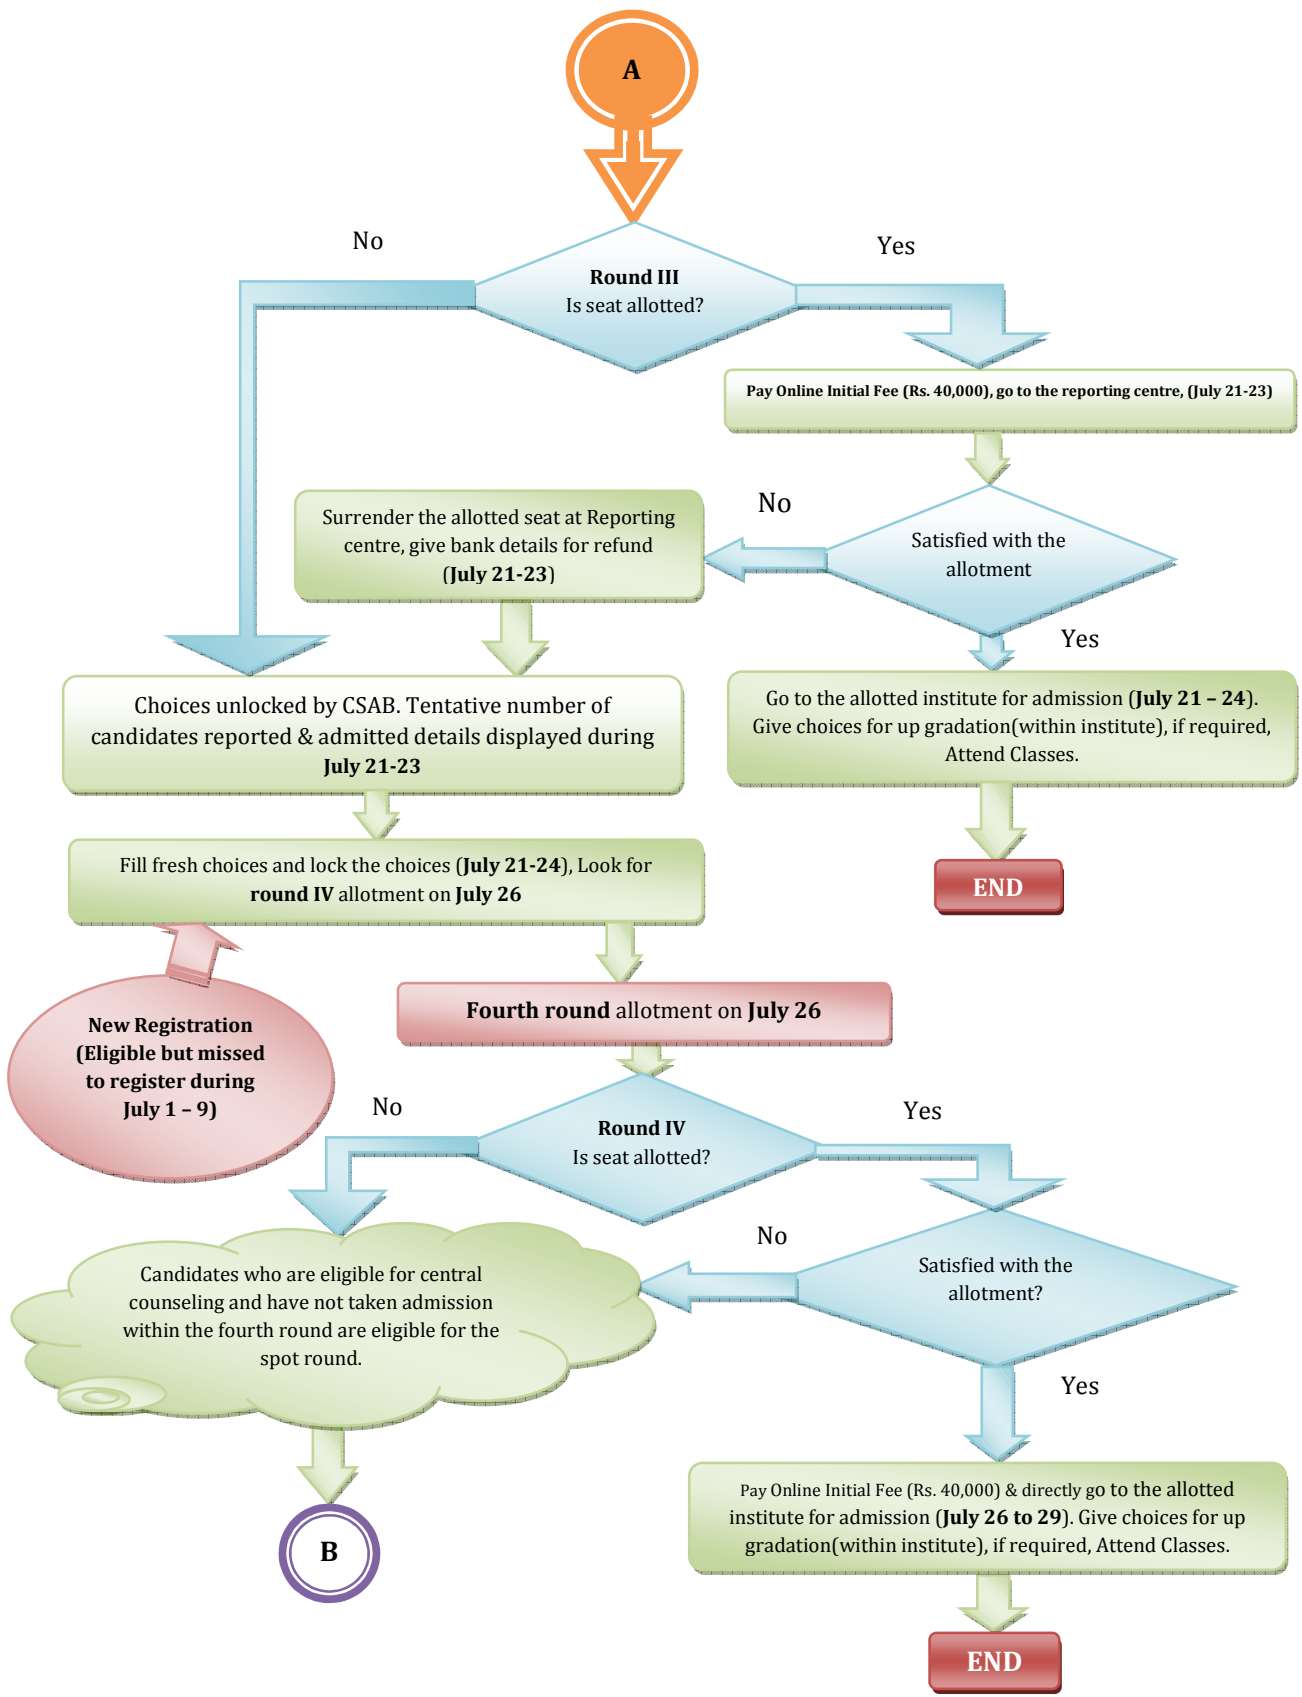 A
No
Yes
Round III
Is seat allotted?
Pay Online Initial Fee (Rs. 40,000), go to the reporting centre, (July 21-23)
No
Surrender the allotted seat at Reporting
centre, give bank details for refund
(July 21-23)
Satisfied with the
allotment
Yes
Choices unlocked by CSAB. Tentative number of
candidates reported & admitted details displayed during
July 21-23
Go to the allotted institute for admission (July 21 – 24).
Give choices for up gradation(within institute), if required,
Attend Classes.
Fill fresh choices and lock the choices (July 21-24), Look for
round IV allotment on July 26
END
New Registration
(Eligible but missed
to register during
July 1 – 9)
Fourth round allotment on July 26
No
Yes
Round IV
Is seat allotted?
No
Candidates who are eligible for central
counseling and have not taken admission
within the fourth round are eligible for the
spot round.
Satisfied with the
allotment?
Yes
B
Pay Online Initial Fee (Rs. 40,000) & directly go to the allotted
institute for admission (July 26 to 29). Give choices for up
gradation(within institute), if required, Attend Classes.
END